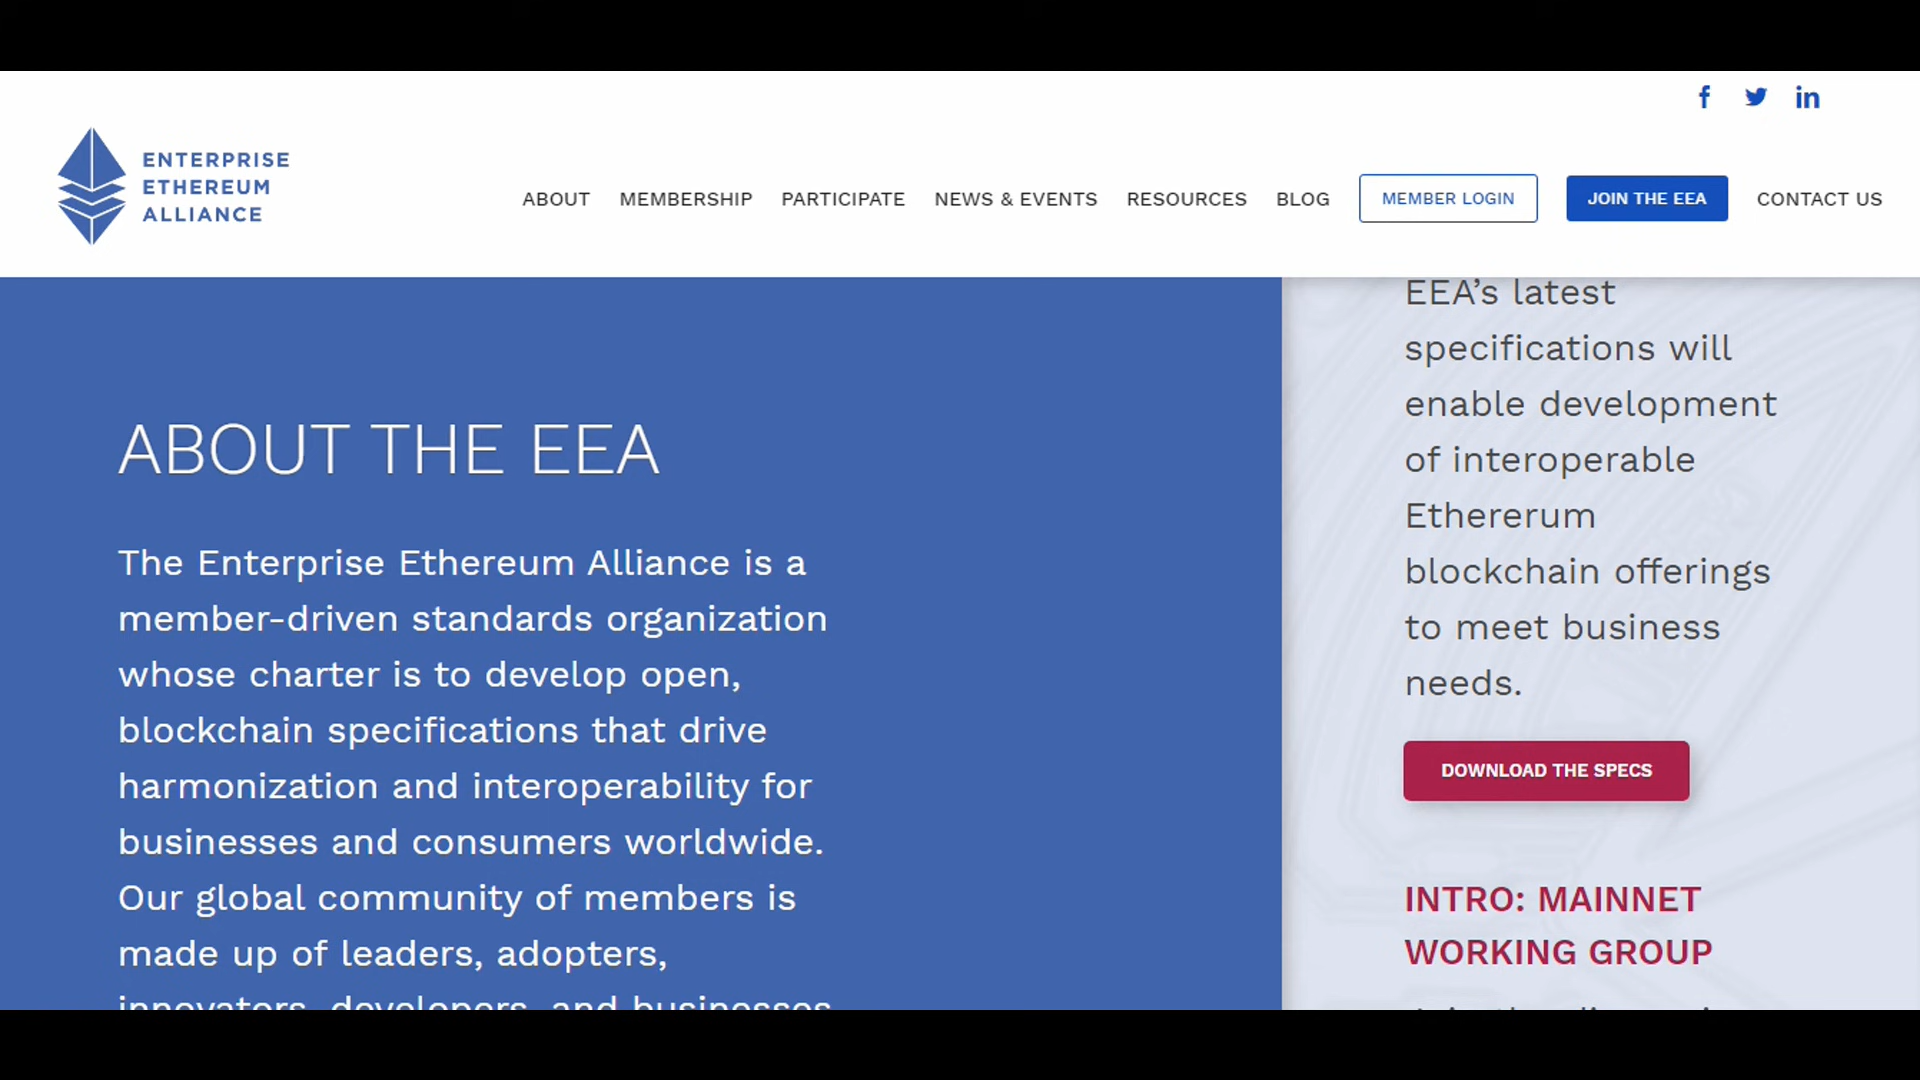 ENTERPRISE
ETHEREUM
ALLIANCE
ABOUT MEMBERSHIP PARTICIPATE NEWS & EVENTS RESOURCES BLOG MEMBER LOGIN JOIN THE EEA CONTACT US
ABOUT THE EEA
The Enterprise Ethereum Alliance is a
member-driven standards organization
whose charter is to develop open,
blockchain specifications that drive
harmonization and interoperability for
businesses and consumers worldwide.
Our global community of members is
made up of leaders, adopters,
innovators, developers, and businesses
EEA’s latest
specifications will
enable development
of interoperable
Ethererum
blockchain offerings
to meet business
needs.
DOWNLOAD THE SPECS
INTRO: MAINNET
WORKING GROUP